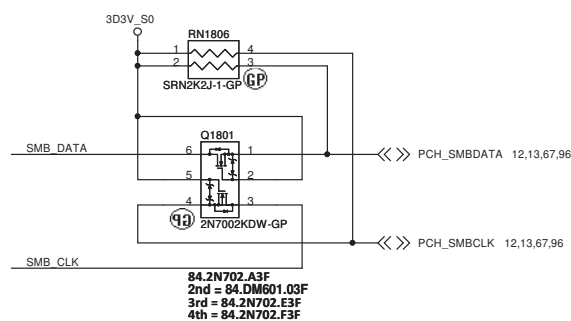 3D3V_S0
RN1806
1 4
2 3
SRN2K2J-1-GP GP
Q1801
SMB_DATA 6 1 PCH_SMBDATA 12,13,67,96
5 2
4 3
GP 2N7002KDW-GP
PCH_SMBCLK 12,13,67,96
SMB_CLK
84.2N702.A3F
2nd = 84.DM601.03F
3rd = 84.2N702.E3F
4th = 84.2N702.F3F